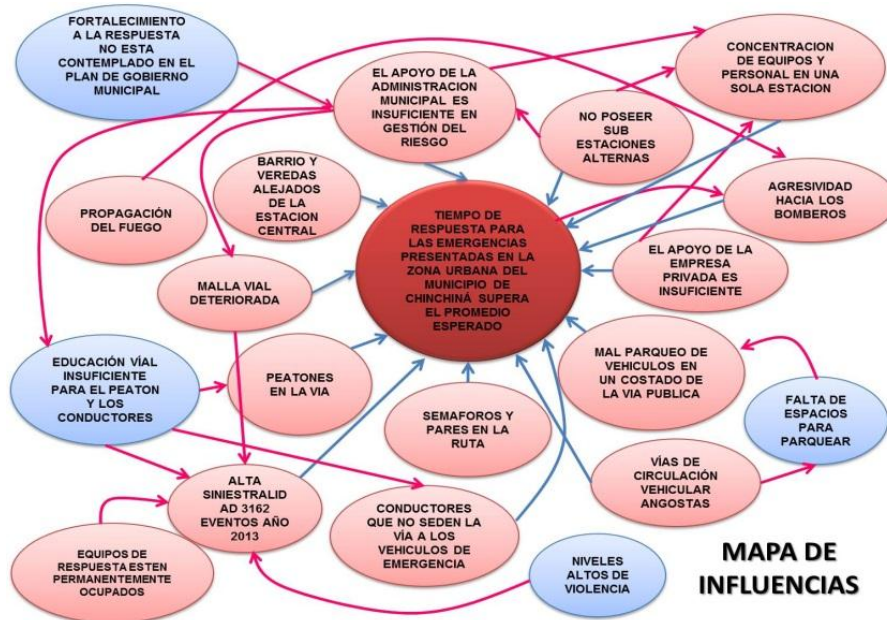 FORTALECIMIENTO
A LA RESPUESTA
NO ESTA
CONTEMPLADO EN EL
PLAN DE GOBIERNO
MUNICIPAL
EL APOYO DE LA
ADMINISTRACION
MUNICIPAL ES
INSUFICIENTE EN
GESTIÓN DEL
RIESGO
CONCENTRACION
DE EQUIPOS Y
PERSONAL EN UNA
SOLA ESTACION
NO POSEER
SUB
ESTACIONES
ALTERNAS
BARRIO Y
VEREDAS
ALEJADOS
DE LA
ESTACION
CENTRAL
PROPAGACIÓN
DEL FUEGO
TIEMPO DE
RESPUESTA PARA
LAS EMERGENCIAS
PRESENTADAS EN LA
ZONA URBANA DEL
MUNICIPIO DE
CHINCHINÁ SUPERA
EL PROMEDIO
ESPERADO
AGRESIVIDAD
HACIA LOS
BOMBEROS
EL APOYO DE LA
EMPRESA
PRIVADA ES
INSUFICIENTE
MALLA VIAL
DETERIORADA
EDUCACIÓN VÍAL
INSUFICIENTE
PARA EL PEATON
Y LOS
CONDUCTORES
PEATONES
EN LA VIA
MAL PARQUEO DE
VEHICULOS EN
UN COSTADO DE
LA VIA PUBLICA
FALTA DE
ESPACIOS
PARA
PARQUEAR
SEMAFOROS Y
PARES EN LA
RUTA
VÍAS DE
CIRCULACIÓN
VEHICULAR
ANGOSTAS
ALTA
SINIESTRALID
AD 3162
EVENTOS AÑO
2013
CONDUCTORES
QUE NO SEDEN LA
VÍA A LOS
VEHICULOS DE
EMERGENCIA
EQUIPOS DE
RESPUESTA ESTEN
PERMANENTEMENTE
OCUPADOS
NIVELES
ALTOS DE
VIOLENCIA
MAPA DE
INFLUENCIAS